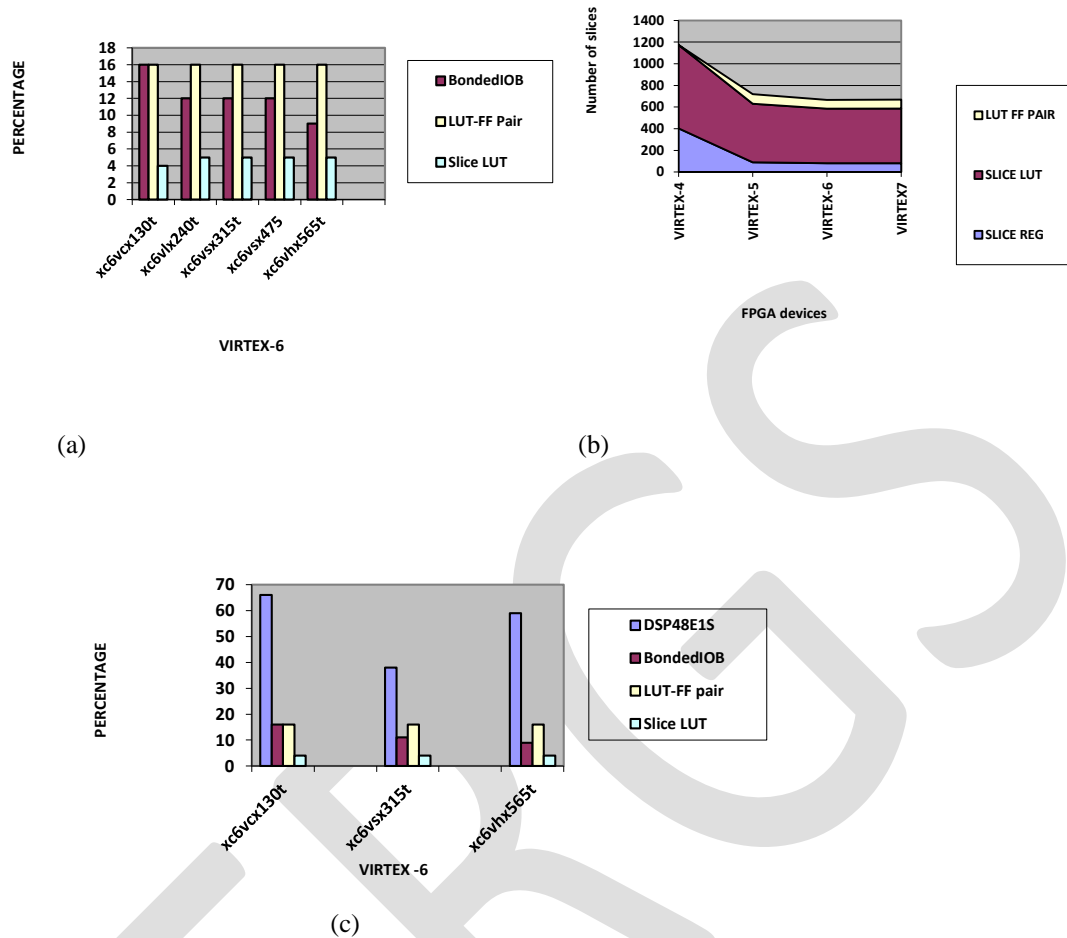 PERCENTAGE
18
16
14
12
10
8
6
4
2
0
xc6vcx130t
xc6vlx240t
xc6vsx315t
xc6vsx475
xc6vhx565t
VIRTEX-6
BondedIOB
LUT-FF Pair
Slice LUT
(a)
Number of slices
1400
1200
1000
800
600
400
200
0
VIRTEX-4
VIRTEX-5
VIRTEX-6
VIRTEX7
FPGA devices
LUT FF PAIR
SLICE LUT
SLICE REG
(b)
PERCENTAGE
70
60
50
40
30
20
10
0
xc6vcx130t
xc6vsx315t
xc6vhx565t
VIRTEX -6
DSP48E1S
BondedIOB
LUT-FF pair
Slice LUT
(c)